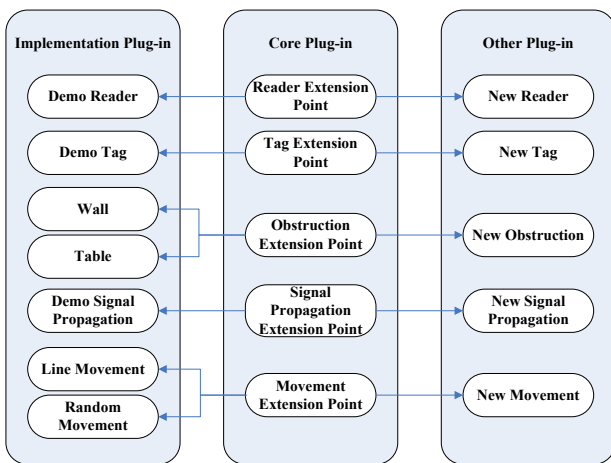 Implementation Plug-in
Demo Reader
Demo Tag
Wall
Table
Demo Signal
Propagation
Line Movement
Random
Movement
Core Plug-in
Reader Extension
Point
Tag Extension
Point
Obstruction
Extension Point
Signal
Propagation
Extension Point
Movement
Extension Point
Other Plug-in
New Reader
New Tag
New Obstruction
New Signal
Propagation
New Movement